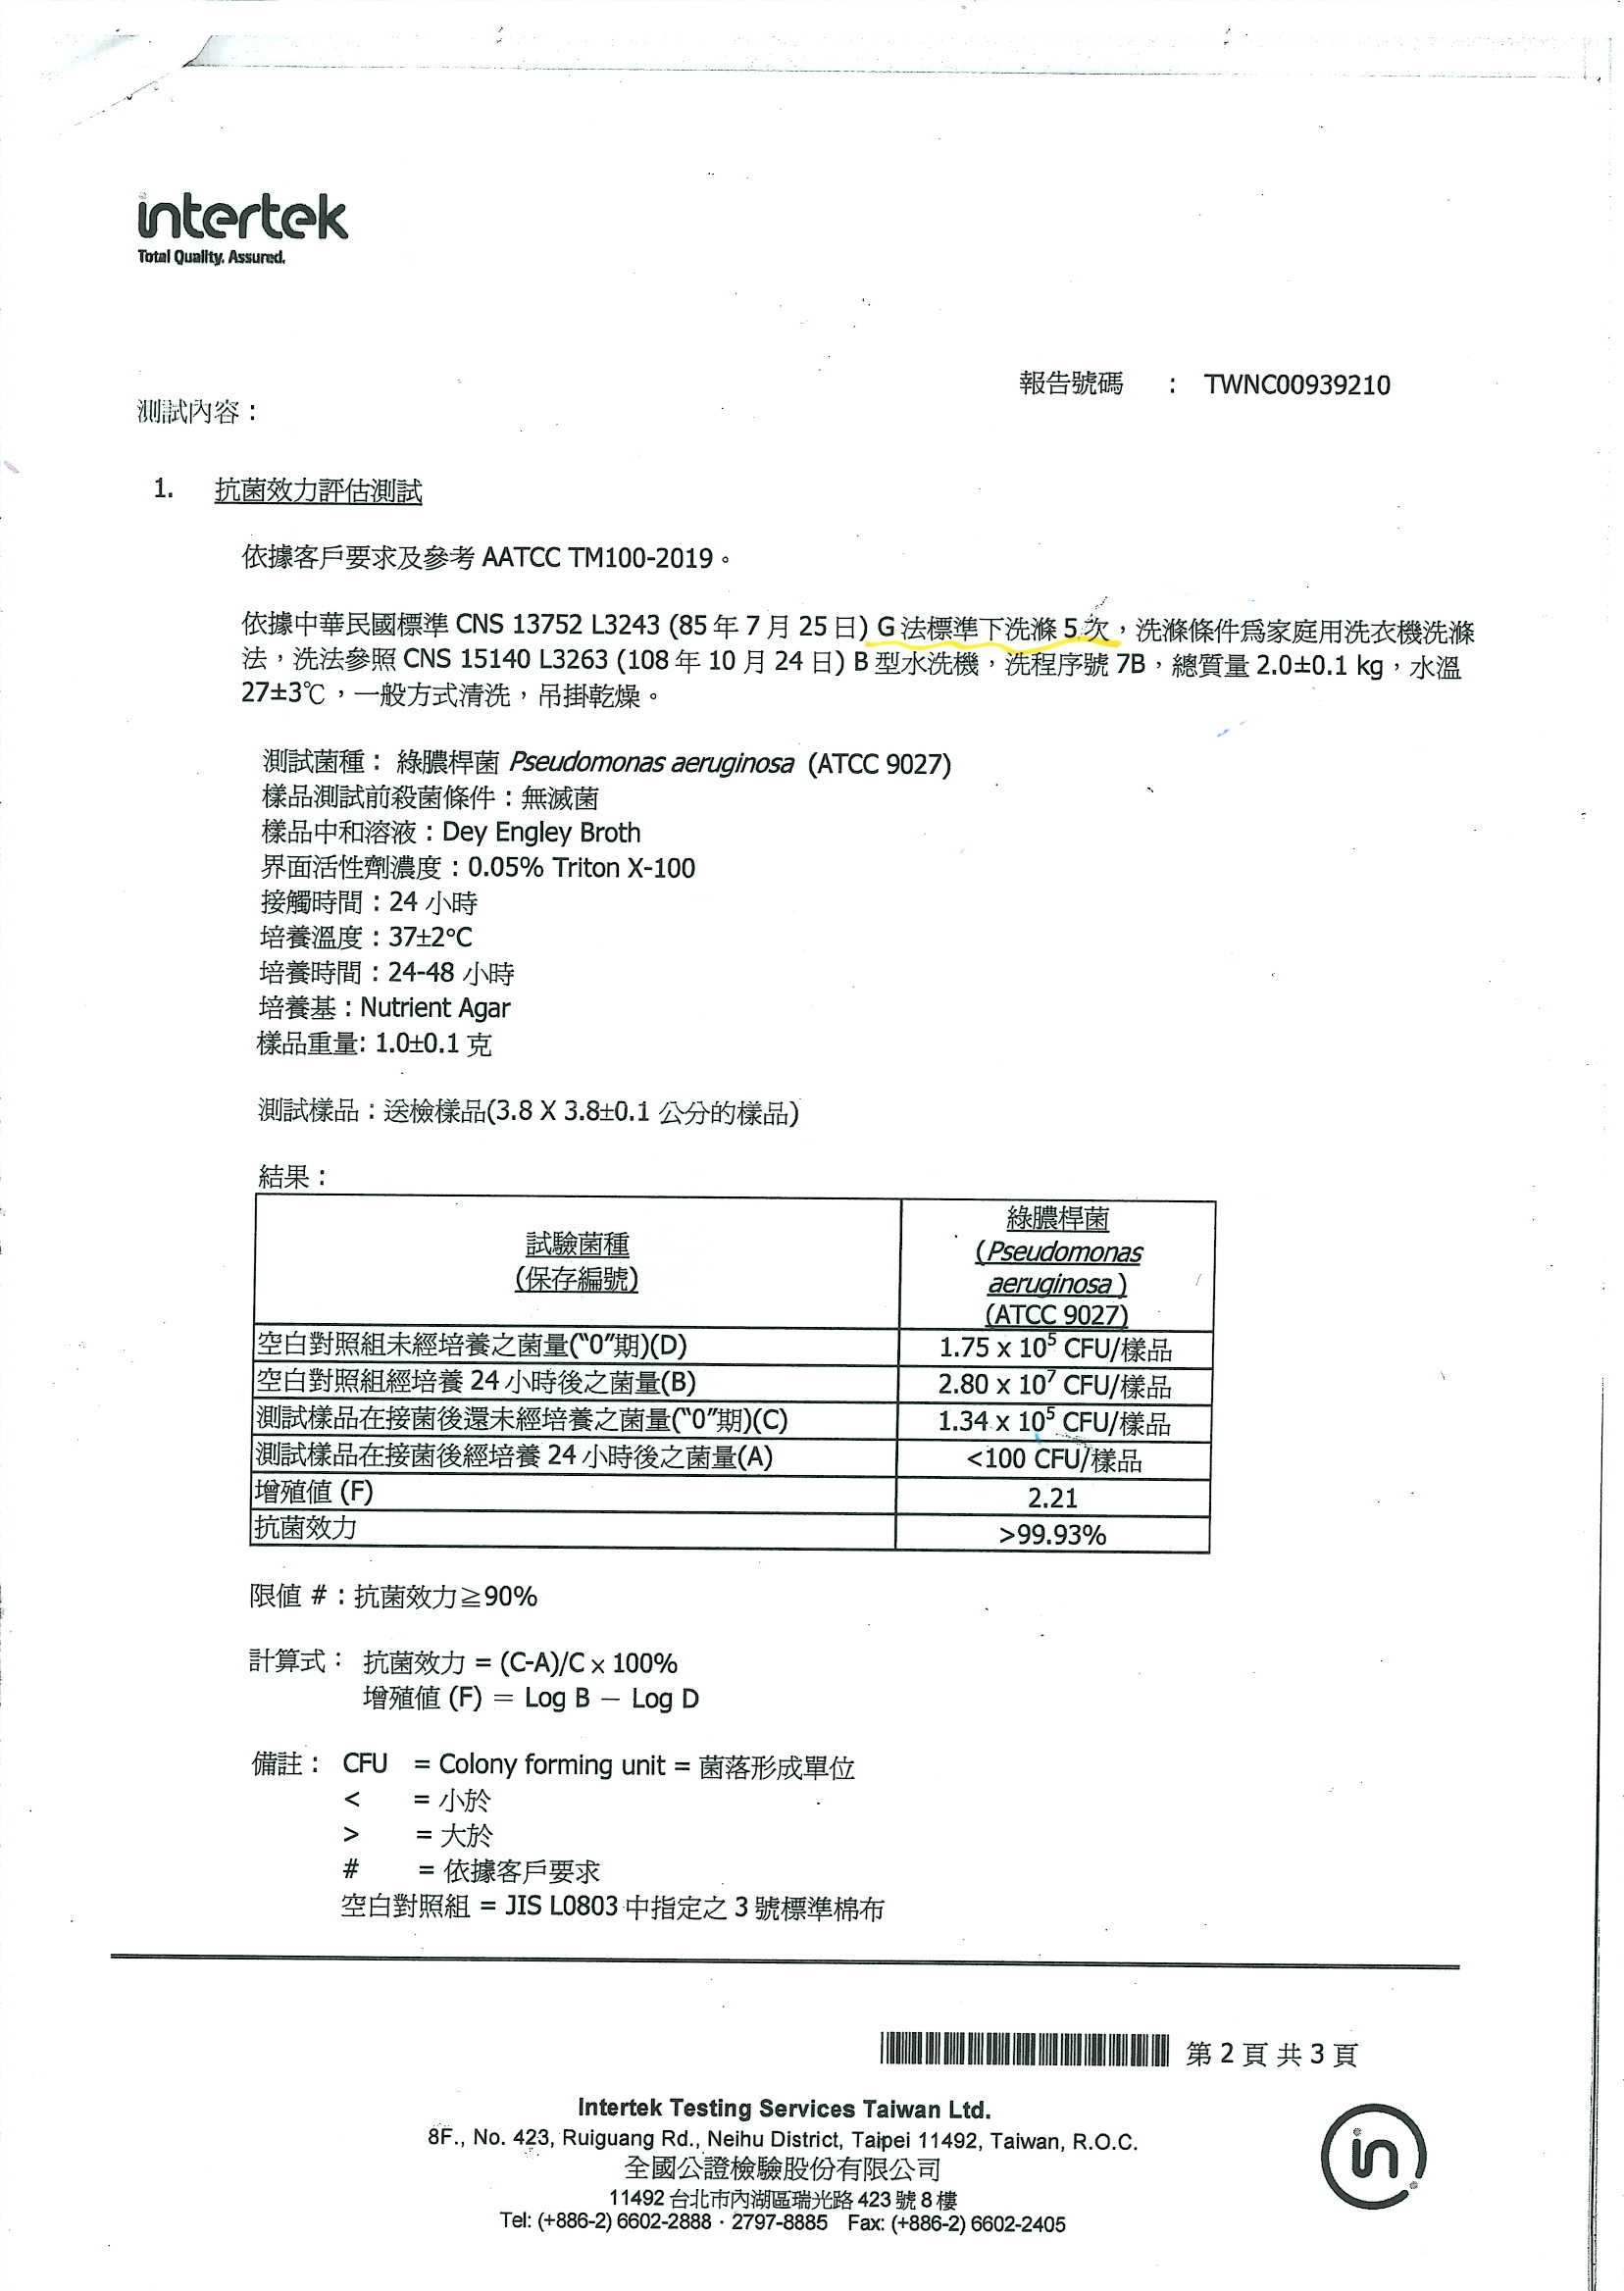 intertek
Total Quality. Assured.
報告號碼 : TWNC00939210
測試內容：
1. 抗菌效力評估測試
依據客戶要求及參考 AATCC TM100-2019。
依據中華民國標準 CNS 13752 L3243 (85 年 7 月 25 日) G 法標準下洗滌 5 次，洗滌條件為家庭用洗衣機洗滌
法，洗法參照 CNS 15140 L3263 (108 年 10 月 24 日) B 型水洗機，洗程序號 7B，總質量 2.0±0.1 kg，水溫
27±3℃，一般方式清洗，吊掛乾燥。
測試菌種：綠膿桿菌 Pseudomonas aeruginosa (ATCC 9027)
樣品測試前殺菌條件：無滅菌
樣品中和溶液：Dey Engley Broth
界面活性劑濃度：0.05% Triton X-100
接觸時間：24 小時
培養溫度：37±2°C
培養時間：24-48 小時
培養基：Nutrient Agar
樣品重量: 1.0±0.1 克
測試樣品：送檢樣品(3.8 X 3.8±0.1 公分的樣品)
結果：
試驗菌種
(保存編號)
綠膿桿菌
(Pseudomonas
aeruginosa)
(ATCC 9027)
空白對照組未經培養之菌量("0"期)(D) 1.75 x 10⁵ CFU/樣品
空白對照組經培養 24 小時後之菌量(B) 2.80 x 10⁷ CFU/樣品
測試樣品在接菌後還未經培養之菌量("0"期)(C) 1.34 x 10⁵ CFU/樣品
測試樣品在接菌後經培養 24 小時後之菌量(A) <100 CFU/樣品
增殖值 (F) 2.21
抗菌效力 >99.93%
限值 #：抗菌效力≧90%
計算式： 抗菌效力 = (C-A)/C x 100%
增殖值 (F) ＝ Log B － Log D
備註： CFU = Colony forming unit = 菌落形成單位
< = 小於
> = 大於
# = 依據客戶要求
空白對照組 = JIS L0803 中指定之 3 號標準棉布
第 2 頁 共 3 頁
Intertek Testing Services Taiwan Ltd.
8F., No. 423, Ruiguang Rd., Neihu District, Taipei 11492, Taiwan, R.O.C.
全國公證檢驗股份有限公司
11492 台北市內湖區瑞光路 423 號 8 樓
Tel: (+886-2) 6602-2888 · 2797-8885 Fax: (+886-2) 6602-2405
in